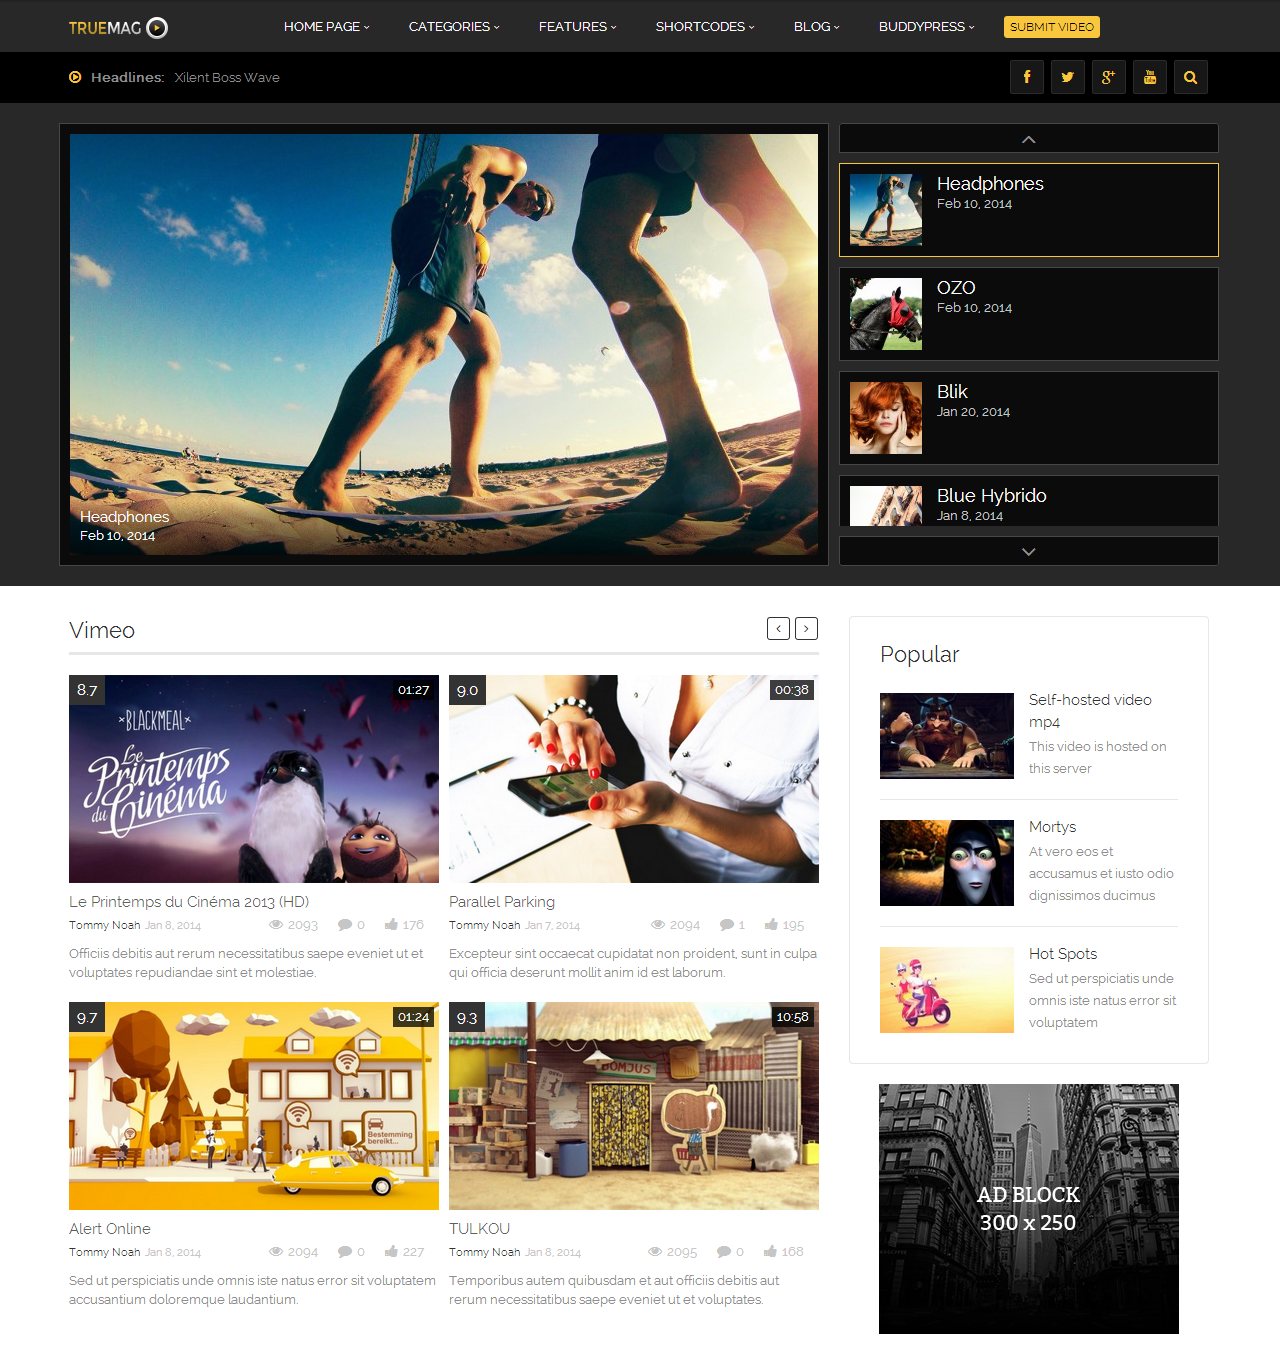 TRUEMAG
HOME PAGE
CATEGORIES
FEATURES
SHORTCODES
BLOG
BUDDYPRESS
SUBMIT VIDEO
Headlines: Xilent Boss Wave
Headphones
Feb 10, 2014
Headphones
Feb 10, 2014
OZO
Feb 10, 2014
Blik
Jan 20, 2014
Blue Hybrido
Jan 8, 2014
Vimeo
8.7
01:27
BLACKMEAL
Le
Printemps
du Cinéma
Le Printemps du Cinéma 2013 (HD)
Tommy Noah Jan 8, 2014 2093 0 176
Officiis debitis aut rerum necessitatibus saepe eveniet ut et
voluptates repudiandae sint et molestiae.
9.0
00:38
Parallel Parking
Tommy Noah Jan 7, 2014 2094 1 195
Excepteur sint occaecat cupidatat non proident, sunt in culpa
qui officia deserunt mollit anim id est laborum.
9.7
01:24
Bestemming
bereikt...
Alert Online
Tommy Noah Jan 8, 2014 2094 0 227
Sed ut perspiciatis unde omnis iste natus error sit voluptatem
accusantium doloremque laudantium.
9.3
10:58
BOMJUS
TULKOU
Tommy Noah Jan 8, 2014 2095 0 168
Temporibus autem quibusdam et aut officiis debitis aut
rerum necessitatibus saepe eveniet ut et voluptates.
Popular
Self-hosted video
mp4
This video is hosted on
this server
Mortys
At vero eos et
accusamus et iusto odio
dignissimos ducimus
Hot Spots
Sed ut perspiciatis unde
omnis iste natus error sit
voluptatem
AD BLOCK
300 x 250